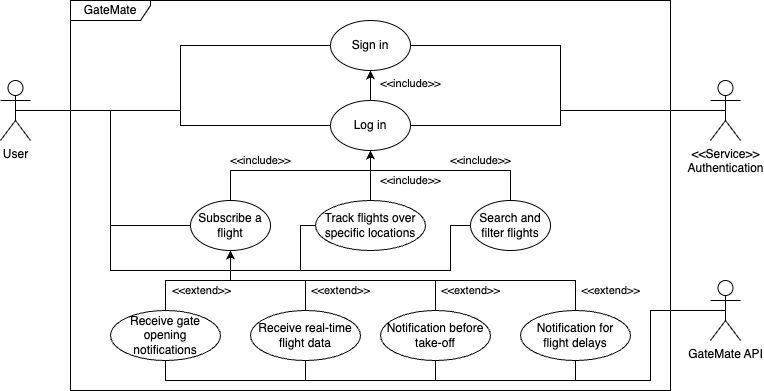 GateMate
Sign in
<<include>>
Log in
User
<<Service>>
Authentication
<<include>>
<<include>>
<<include>>
Subscribe a
flight
Track flights over
specific locations
Search and
filter flights
<<extend>>
<<extend>>
<<extend>>
<<extend>>
Receive gate
opening
notifications
Receive real-time
flight data
Notification before
take-off
Notification for
flight delays
GateMate API